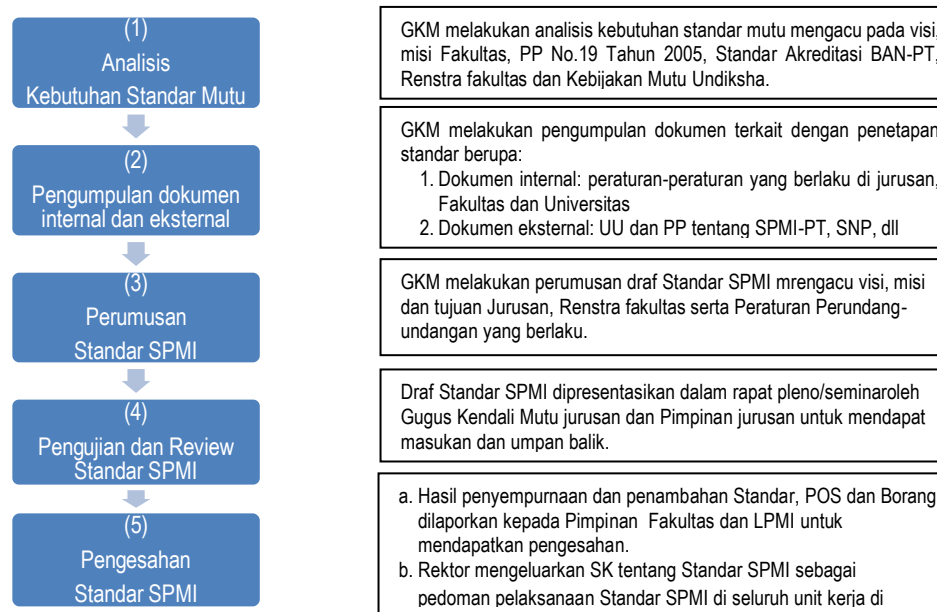 (1)
Analisis
Kebutuhan Standar Mutu
GKM melakukan analisis kebutuhan standar mutu mengacu pada visi,
misi Fakultas, PP No.19 Tahun 2005, Standar Akreditasi BAN-PT,
Renstra fakultas dan Kebijakan Mutu Undiksha.
(2)
Pengumpulan dokumen
internal dan eksternal
GKM melakukan pengumpulan dokumen terkait dengan penetapan
standar berupa:
1. Dokumen internal: peraturan-peraturan yang berlaku di jurusan,
Fakultas dan Universitas
2. Dokumen eksternal: UU dan PP tentang SPMI-PT, SNP, dll
(3)
Perumusan
Standar SPMI
GKM melakukan perumusan draf Standar SPMI mrengacu visi, misi
dan tujuan Jurusan, Renstra fakultas serta Peraturan Perundang-
undangan yang berlaku.
(4)
Pengujian dan Review
Standar SPMI
Draf Standar SPMI dipresentasikan dalam rapat pleno/seminaroleh
Gugus Kendali Mutu jurusan dan Pimpinan jurusan untuk mendapat
masukan dan umpan balik.
(5)
Pengesahan
Standar SPMI
a. Hasil penyempurnaan dan penambahan Standar, POS dan Borang
dilaporkan kepada Pimpinan Fakultas dan LPMI untuk
mendapatkan pengesahan.
b. Rektor mengeluarkan SK tentang Standar SPMI sebagai
pedoman pelaksanaan Standar SPMI di seluruh unit kerja di